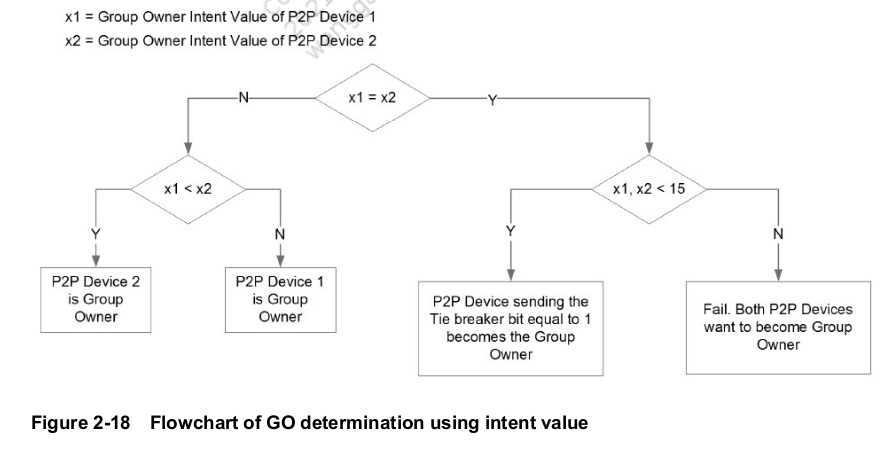 x1 = Group Owner Intent Value of P2P Device 1
x2 = Group Owner Intent Value of P2P Device 2
N
x1 = x2
Y
x1 < x2
x1, x2 < 15
Y
N
Y
N
P2P Device 2
is Group
Owner
P2P Device 1
is Group
Owner
P2P Device sending the
Tie breaker bit equal to 1
becomes the Group
Owner
Fail. Both P2P Devices
want to become Group
Owner
Figure 2-18 Flowchart of GO determination using intent value